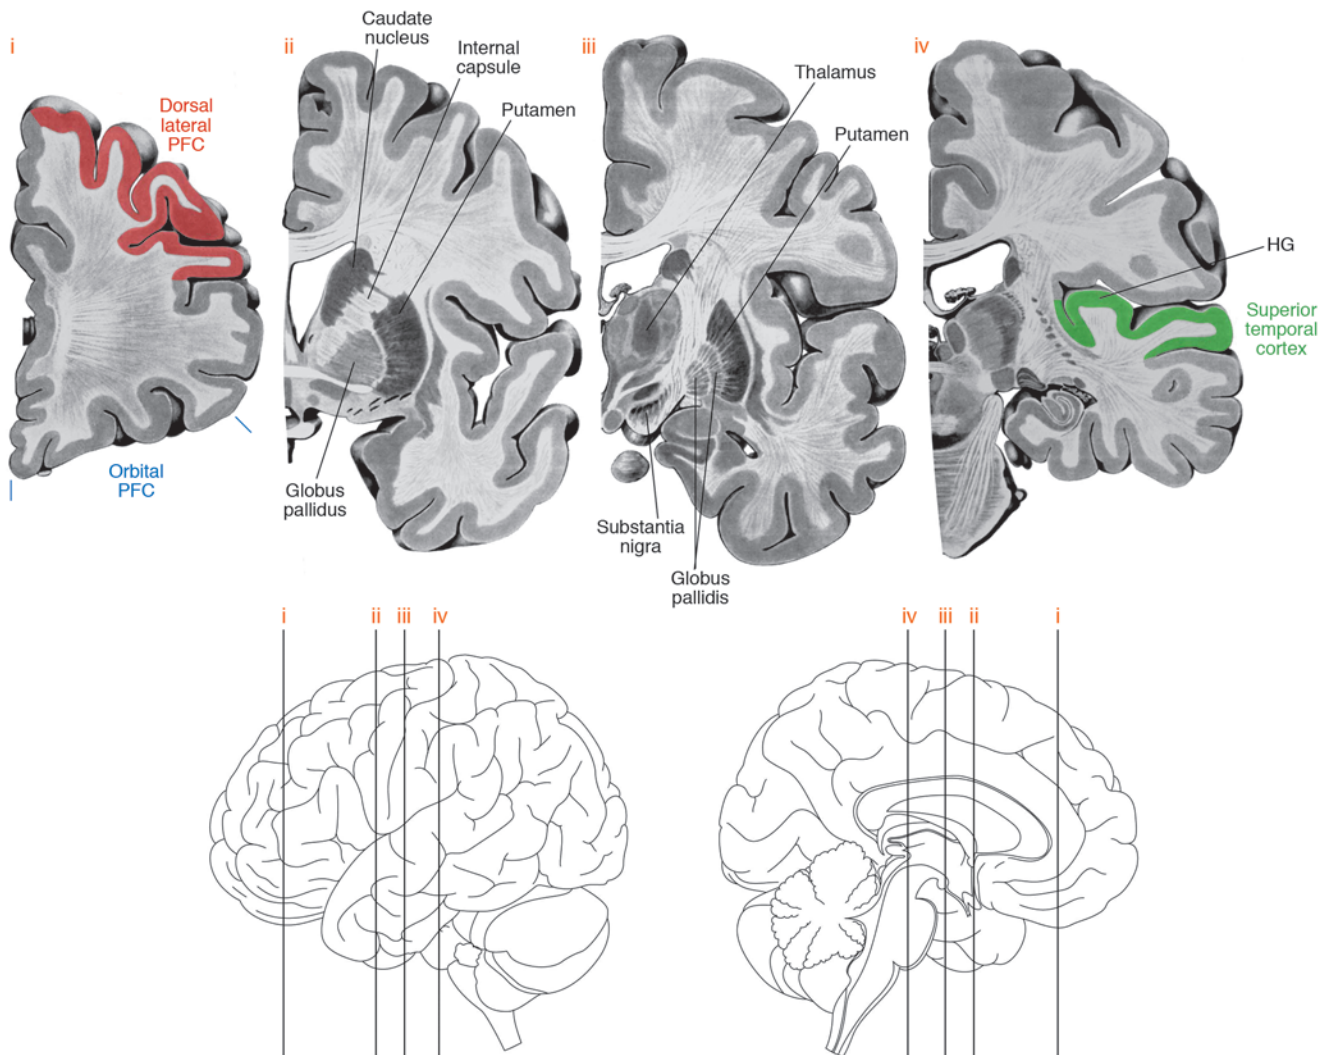 i
Dorsal
lateral
PFC
Orbital
PFC
ii
Caudate
nucleus
Internal
capsule
Putamen
Globus
pallidus
iii
Thalamus
Putamen
Substantia
nigra
Globus
pallidis
iv
HG
Superior
temporal
cortex
i ii iii iv
iv iii ii i